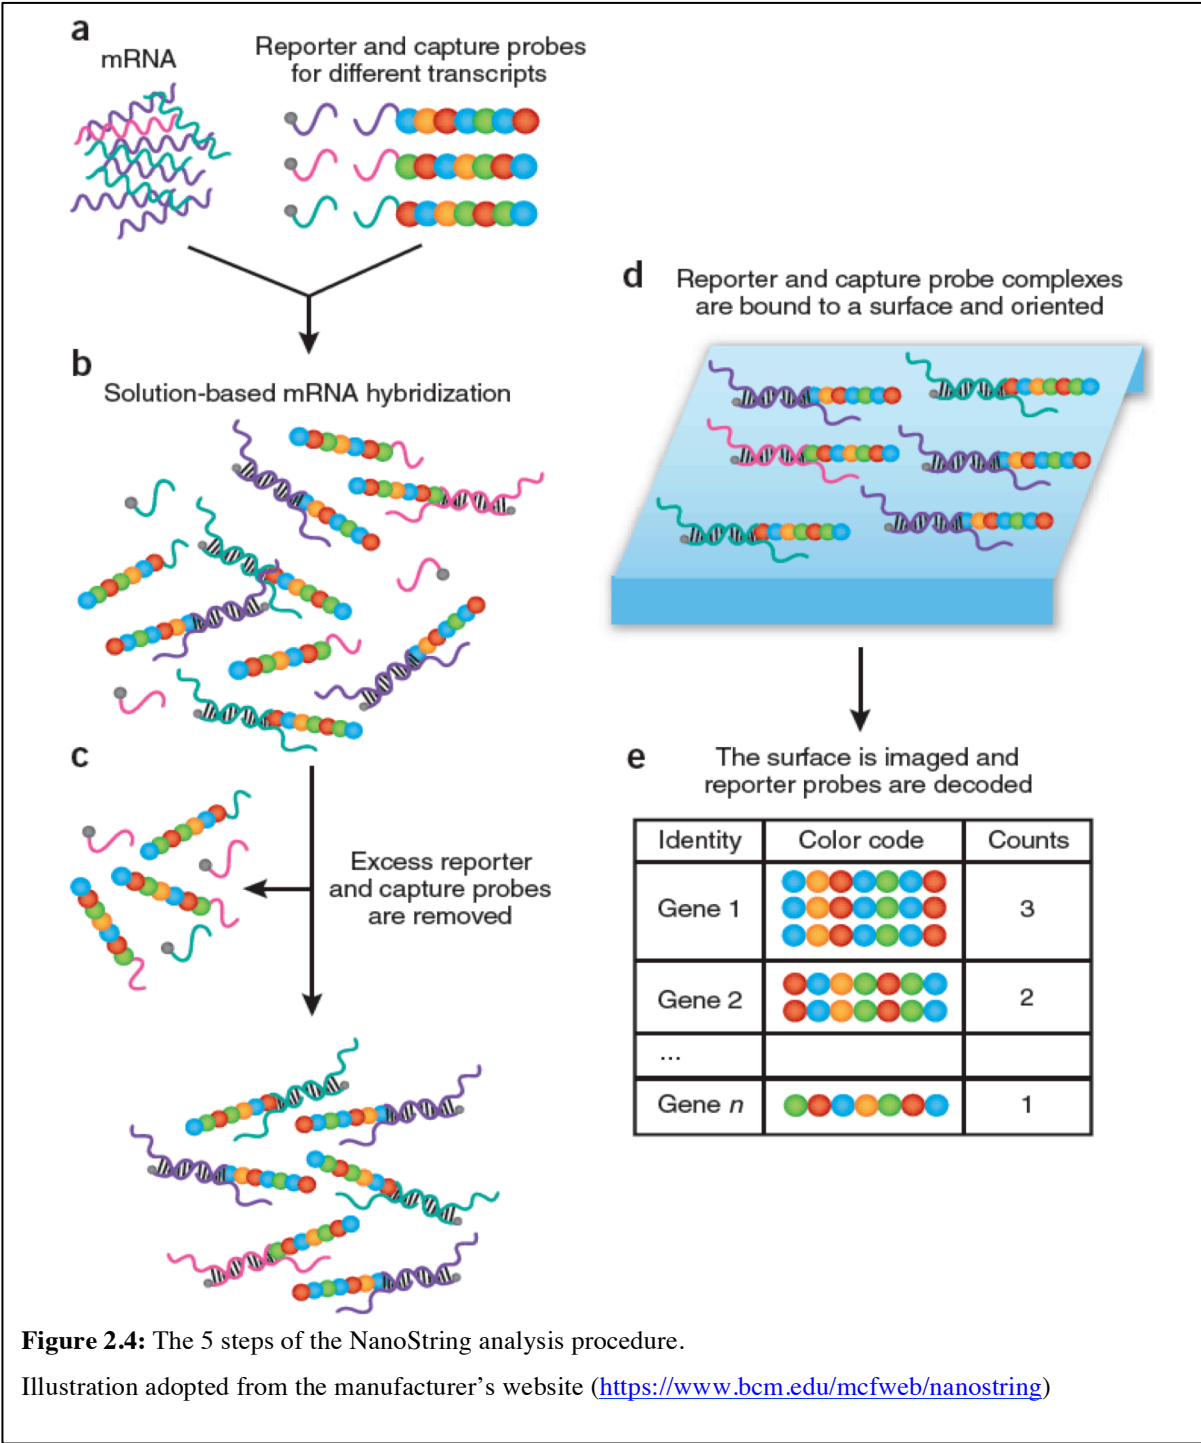 a
mRNA
Reporter and capture probes
for different transcripts
b
Solution-based mRNA hybridization
c
Excess reporter
and capture probes
are removed
d
Reporter and capture probe complexes
are bound to a surface and oriented
e
The surface is imaged and
reporter probes are decoded
Identity Color code Counts
Gene 1 3
Gene 2 2
...
Gene n 1
Figure 2.4: The 5 steps of the NanoString analysis procedure.
Illustration adopted from the manufacturer’s website (https://www.bcm.edu/mcfweb/nanostring)